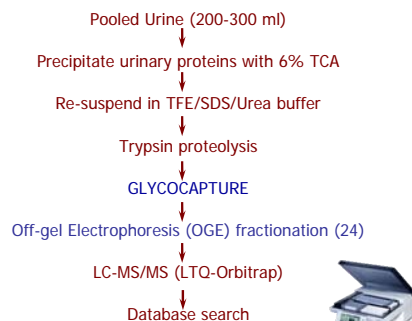 Pooled Urine (200-300 ml)
Precipitate urinary proteins with 6% TCA
Re-suspend in TFE/SDS/Urea buffer
Trypsin proteolysis
GLYCOCAPTURE
Off-gel Electrophoresis (OGE) fractionation (24)
LC-MS/MS (LTQ-Orbitrap)
Database search